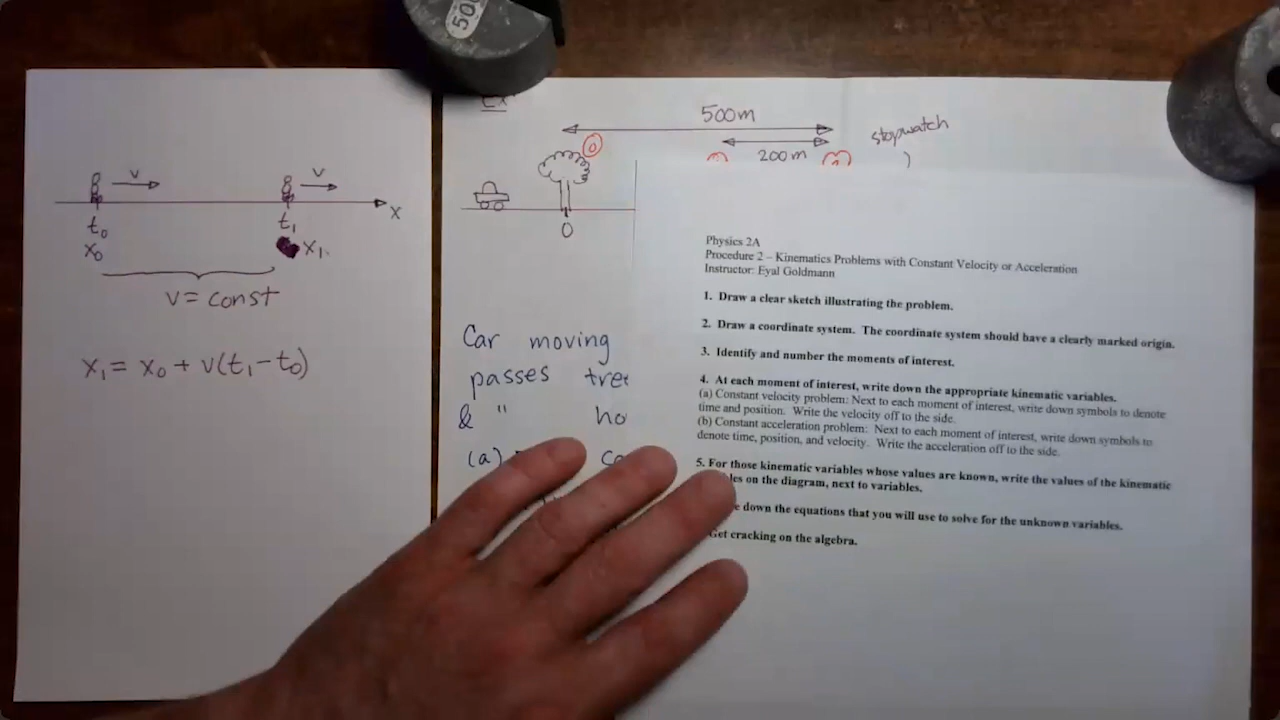 50
Ex
500m
stopwatch
0
200m
v
v
x
t₀
t₁
x₀
x₁
v = const
x₁ = x₀ + v(t₁-t₀)
0
Car moving
passes
& "
(a)
Physics 2A
Procedure 2 – Kinematics Problems with Constant Velocity or Acceleration
Instructor: Eyal Goldmann
1. Draw a clear sketch illustrating the problem.
2. Draw a coordinate system. The coordinate system should have a clearly marked origin.
3. Identify and number the moments of interest.
4. At each moment of interest, write down the appropriate kinematic variables.
(a) Constant velocity problem: Next to each moment of interest, write down symbols to denote
time and position. Write the velocity off to the side.
(b) Constant acceleration problem: Next to each moment of interest, write down symbols to
denote time, position, and velocity. Write the acceleration off to the side.
5. For those kinematic variables whose values are known, write the values of the kinematic
on the diagram, next to variables.
down the equations that you will use to solve for the unknown variables.
Get cracking on the algebra.